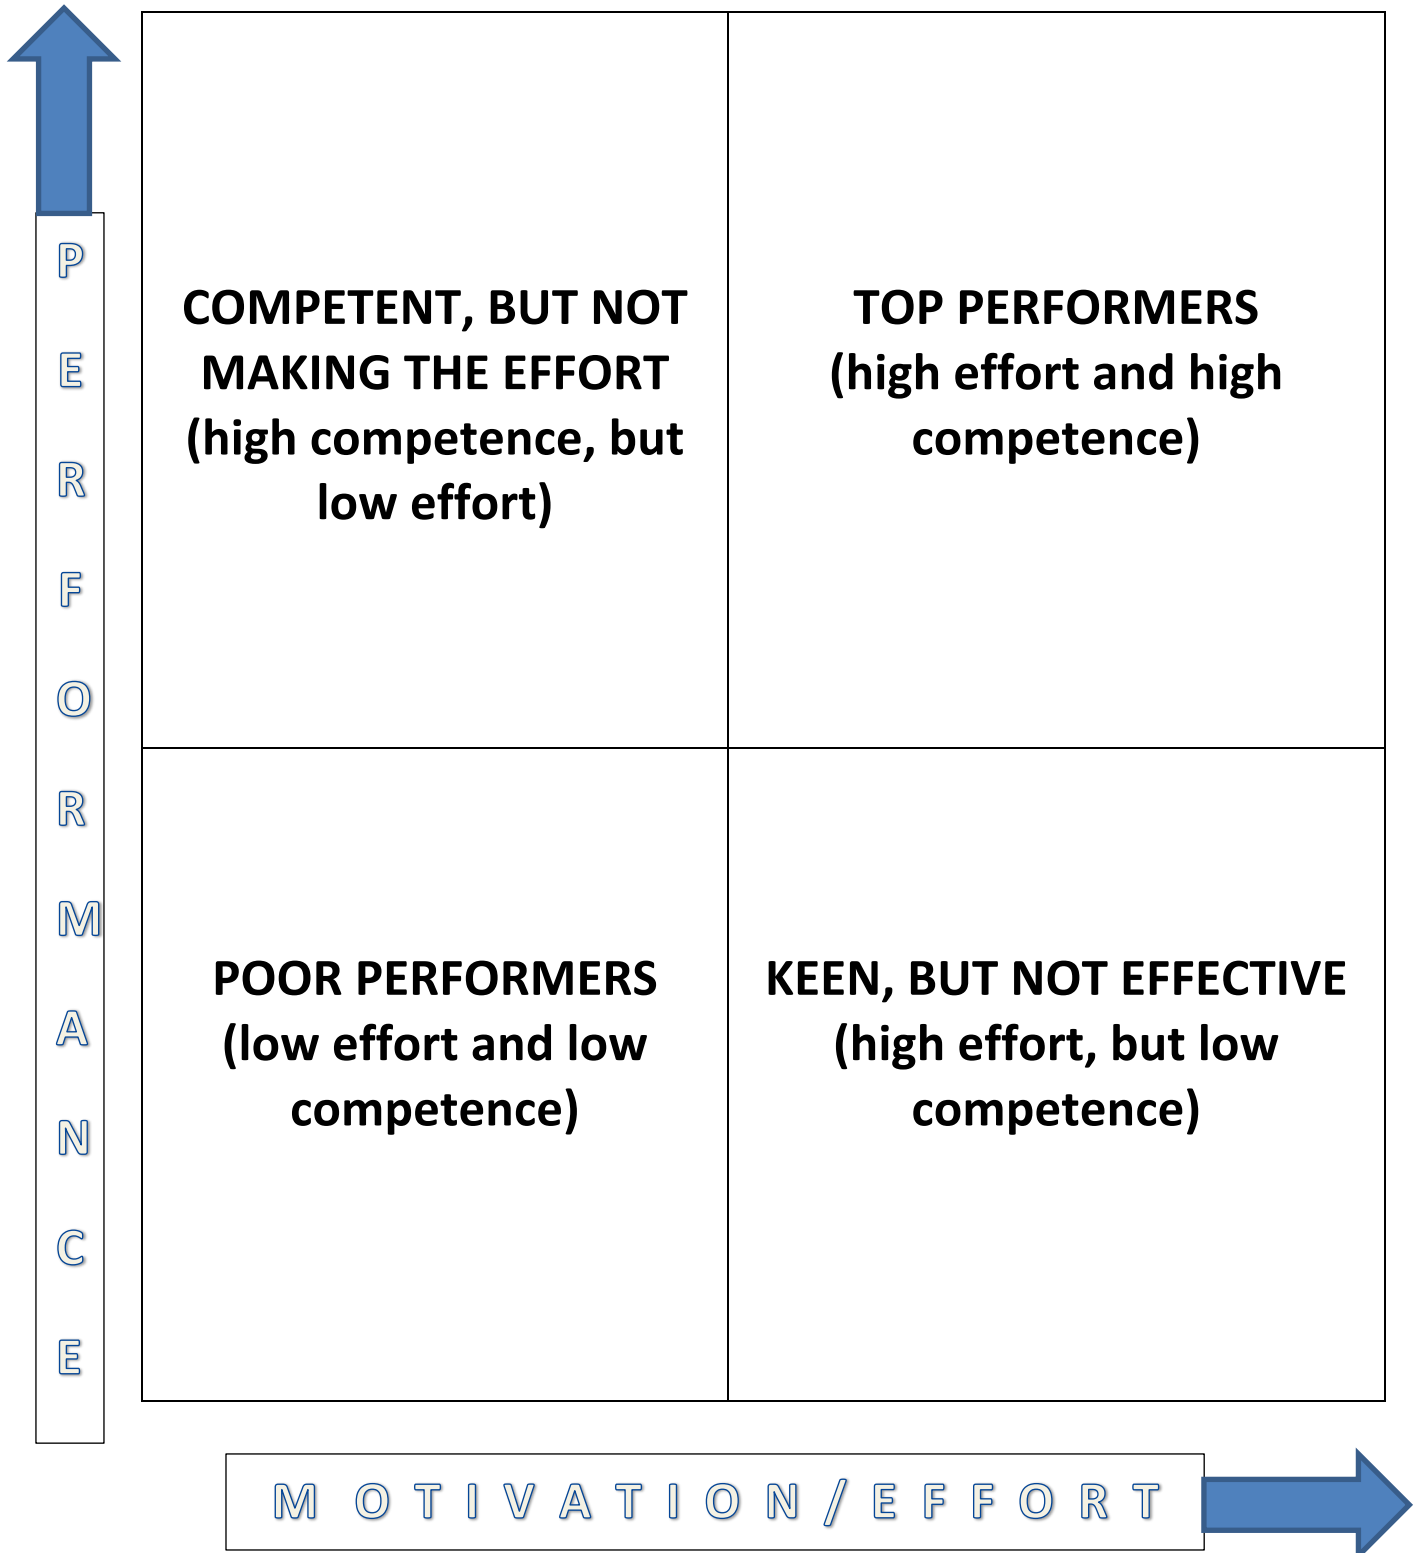 P
E
R
F
O
R
M
A
N
C
E
COMPETENT, BUT NOT
MAKING THE EFFORT
(high competence, but
low effort)
TOP PERFORMERS
(high effort and high
competence)
POOR PERFORMERS
(low effort and low
competence)
KEEN, BUT NOT EFFECTIVE
(high effort, but low
competence)
M O T I V A T I O N / E F F O R T